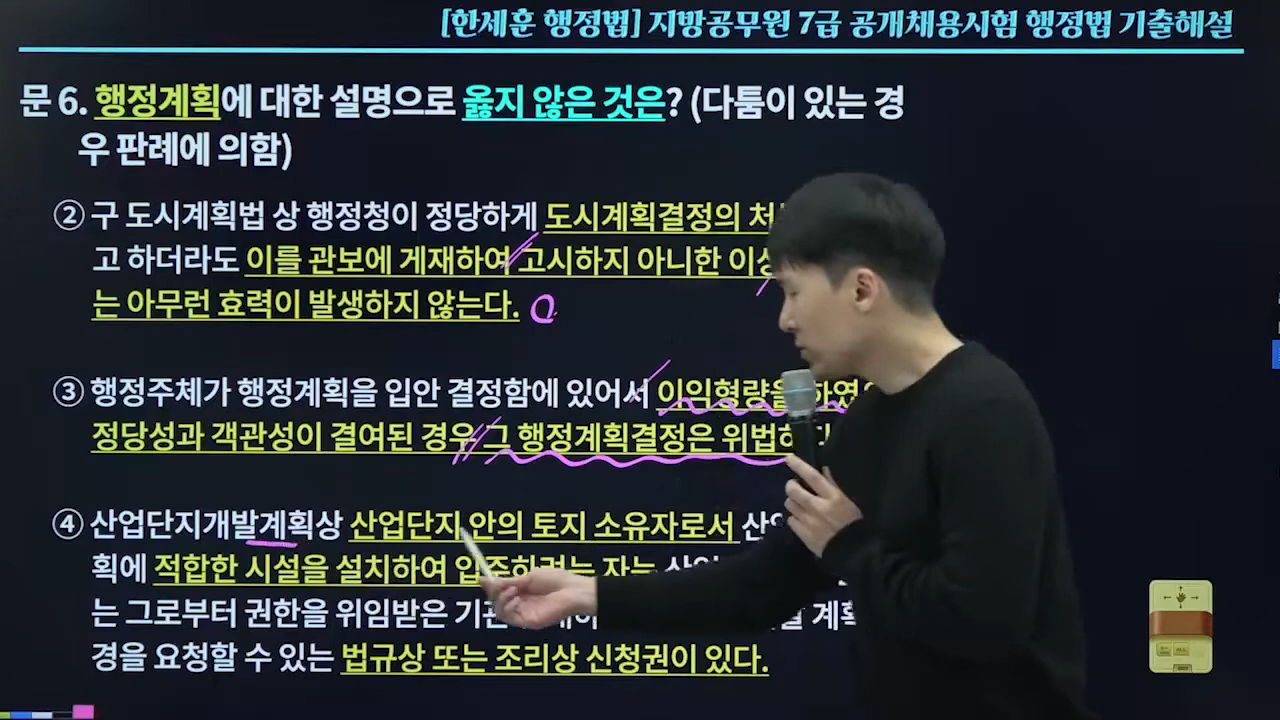 [한세훈 행정법] 지방공무원 7급 공개채용시험 행정법 기출해설
문 6. 행정계획에 대한 설명으로 옳지 않은 것은? (다툼이 있는 경
우 판례에 의함)
② 구 도시계획법 상 행정청이 정당하게 도시계획결정의
고 하더라도 이를 관보에 게재하여 고시하지 아니한
는 아무런 효력이 발생하지 않는다.
③ 행정주체가 행정계획을 입안 결정함에 있어서 이익형량을
정당성과 객관성이 결여된 경우 그 행정계획결정은
④ 산업단지개발계획상 산업단지 안의 토지 소유자로서
획에 적합한 시설을 설치하여 입주하려는 자는
는 그로부터 권한을 위임받은
경을 요청할 수 있는 법규상 또는 조리상 신청권이 있다.